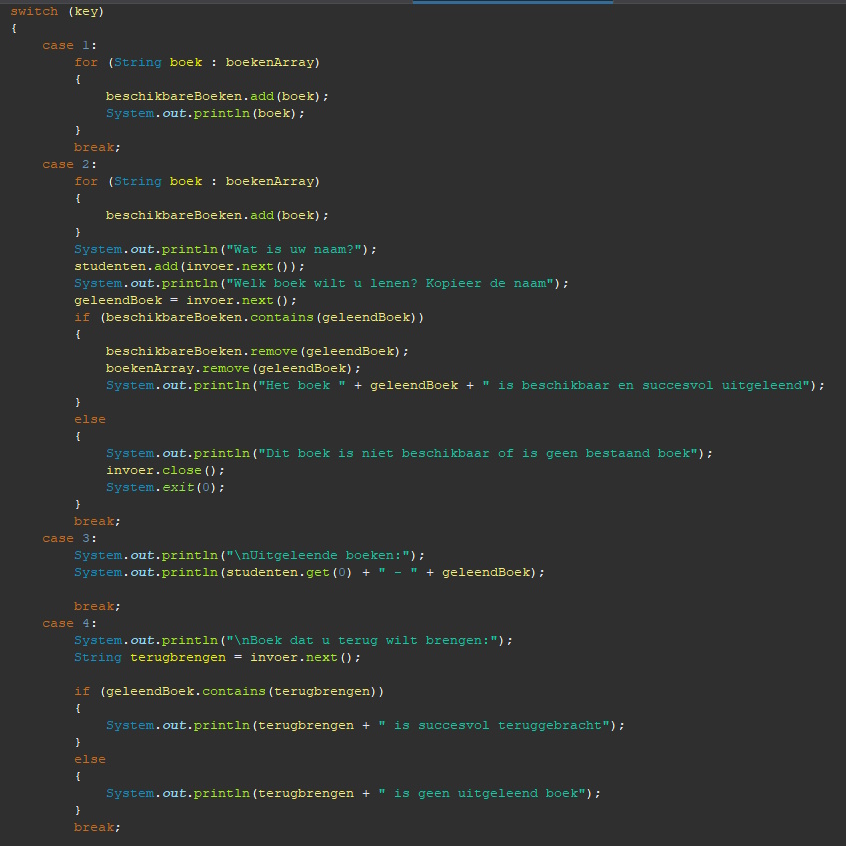 switch (key)
{
    case 1:
        for (String boek : boekenArray)
        {
            beschikbareBoeken.add(boek);
            System.out.println(boek);
        }
        break;
    case 2:
        for (String boek : boekenArray)
        {
            beschikbareBoeken.add(boek);
        }
        System.out.println("Wat is uw naam?");
        studenten.add(invoer.next());
        System.out.println("Welk boek wilt u lenen? Kopieer de naam");
        geleendBoek = invoer.next();
        if (beschikbareBoeken.contains(geleendBoek))
        {
            beschikbareBoeken.remove(geleendBoek);
            boekenArray.remove(geleendBoek);
            System.out.println("Het boek " + geleendBoek + " is beschikbaar en succesvol uitgeleend");
        }
        else
        {
            System.out.println("Dit boek is niet beschikbaar of is geen bestaand boek");
            invoer.close();
            System.exit(0);
        }
        break;
    case 3:
        System.out.println("\nUitgeleende boeken:");
        System.out.println(studenten.get(0) + " - " + geleendBoek);

        break;
    case 4:
        System.out.println("\nBoek dat u terug wilt brengen:");
        String terugbrengen = invoer.next();

        if (geleendBoek.contains(terugbrengen))
        {
            System.out.println(terugbrengen + " is succesvol teruggebracht");
        }
        else
        {
            System.out.println(terugbrengen + " is geen uitgeleend boek");
        }
        break;